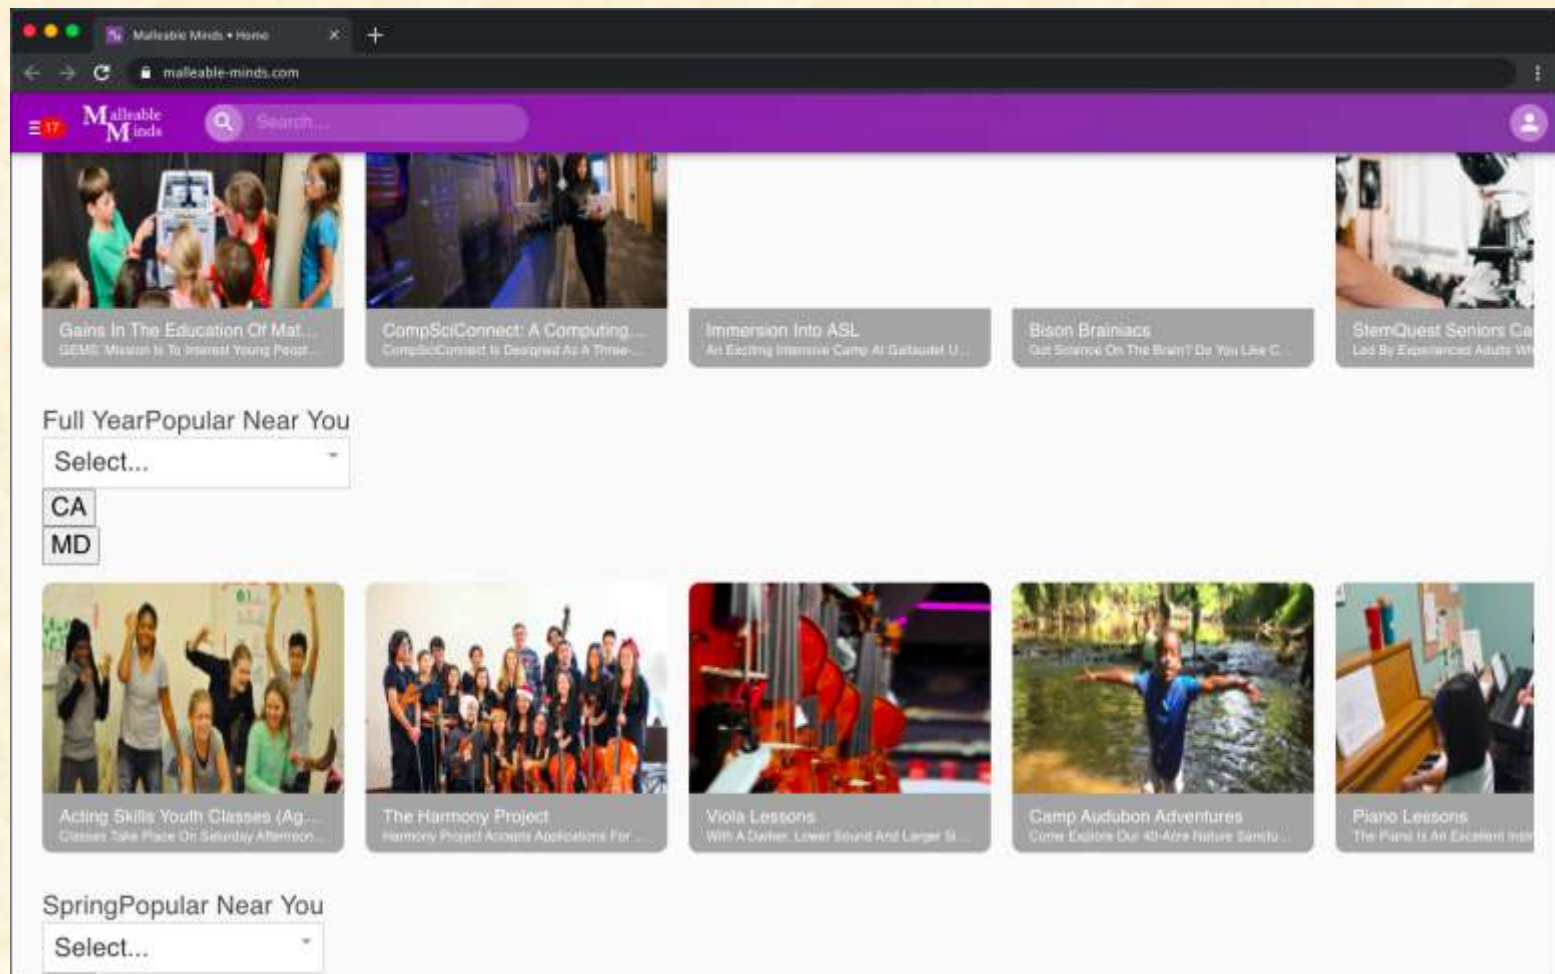 Malleable Minds • Home
malleable-minds.com
17
Malleable
Minds
Search...
Gains In The Education Of Mat...
GEMS' Mission Is To Interest Young Peopl...
CompSciConnect: A Computing...
CompSciConnect Is Designed As A Three-...
Immersion Into ASL
An Exciting Intensive Camp At Gallaudet U...
Bison Brainiacs
Got Science On The Brain? Do You Like C...
StemQuest Seniors Ca
Led By Experienced Adults Wh
Full YearPopular Near You
Select...
CA
MD
Acting Skills Youth Classes (Ag...
Classes Take Place On Saturday Afternoon...
The Harmony Project
Harmony Project Accepts Applications For ...
Viola Lessons
With A Darker, Lower Sound And Larger Si...
Camp Audubon Adventures
Come Explore Our 40-Acre Nature Sanctu...
Piano Lessons
The Piano Is An Excellent Instr
SpringPopular Near You
Select...